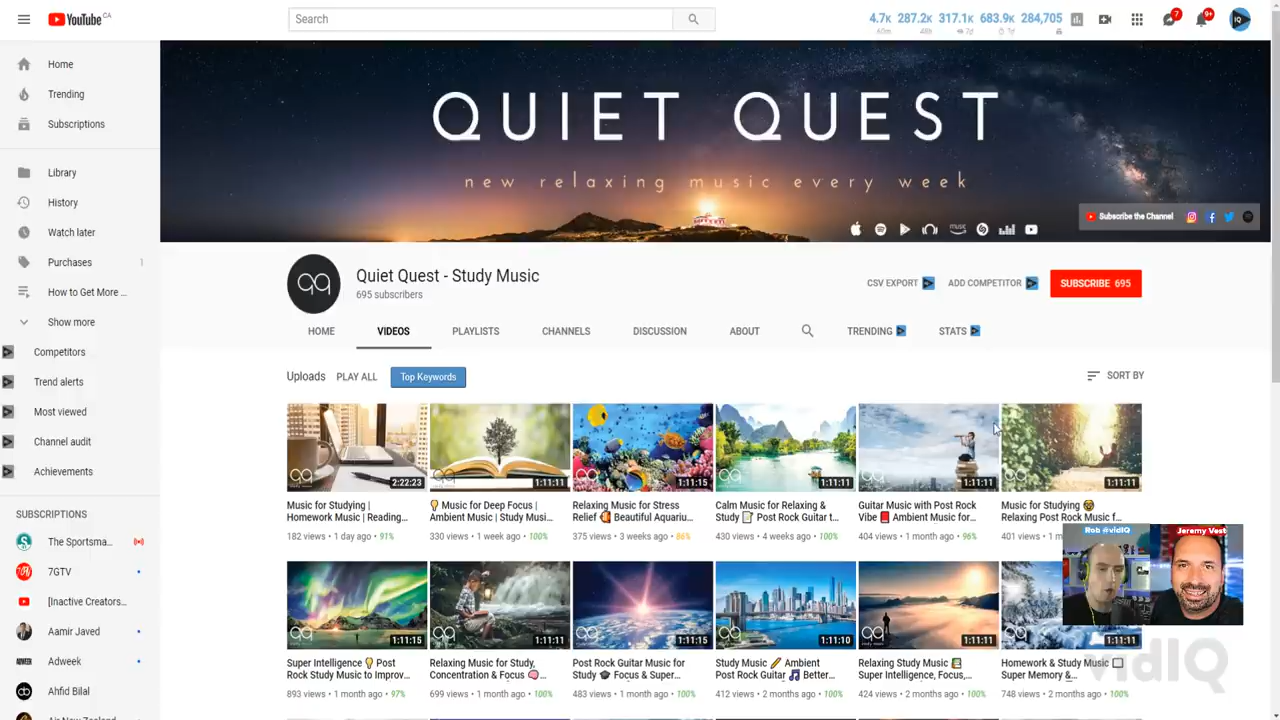 YouTube CA
Search
4.7K 287.2K 317.1K 683.9K 284,705
60m 48h 7d 7d
7
9+
IQ
Home
Trending
Subscriptions
Library
History
Watch later
Purchases 1
How to Get More ...
Show more
Competitors
Trend alerts
Most viewed
Channel audit
Achievements
SUBSCRIPTIONS
The Sportsma...
7GTV
[Inactive Creators...
Aamir Javed
Adweek
Ahfid Bilal
QUIET QUEST
new relaxing music every week
music
Subscribe the Channel
qq
Quiet Quest - Study Music
695 subscribers
CSV EXPORT
ADD COMPETITOR
SUBSCRIBE 695
HOME
VIDEOS
PLAYLISTS
CHANNELS
DISCUSSION
ABOUT
TRENDING
STATS
Uploads
PLAY ALL
Top Keywords
SORT BY
2:22:23
1:11:11
1:11:15
1:11:11
1:11:11
1:11:11
Music for Studying |
Homework Music | Reading...
182 views • 1 day ago • 91%
Music for Deep Focus |
Ambient Music | Study Musi...
330 views • 1 week ago • 100%
Relaxing Music for Stress
Relief Beautiful Aquariu...
375 views • 3 weeks ago • 86%
Calm Music for Relaxing &
Study Post Rock Guitar t...
430 views • 4 weeks ago • 100%
Guitar Music with Post Rock
Vibe Ambient Music for...
404 views • 1 month ago • 96%
Music for Studying
Relaxing Post Rock Music f...
401 views • 1 m
Rob @vidIQ
Jeremy Vest
1:11:15
1:11:11
1:11:15
1:11:10
1:11:11
1:11:11
Super Intelligence Post
Rock Study Music to Improv...
893 views • 1 month ago • 97%
Relaxing Music for Study,
Concentration & Focus
699 views • 1 month ago • 100%
Post Rock Guitar Music for
Study Focus & Super...
483 views • 1 month ago • 100%
Study Music Ambient
Post Rock Guitar Better...
412 views • 2 months ago • 100%
Relaxing Study Music
Super Intelligence, Focus,...
424 views • 2 months ago • 100%
Homework & Study Music
Super Memory &...
748 views • 2 months ago • 100%
vidIQ